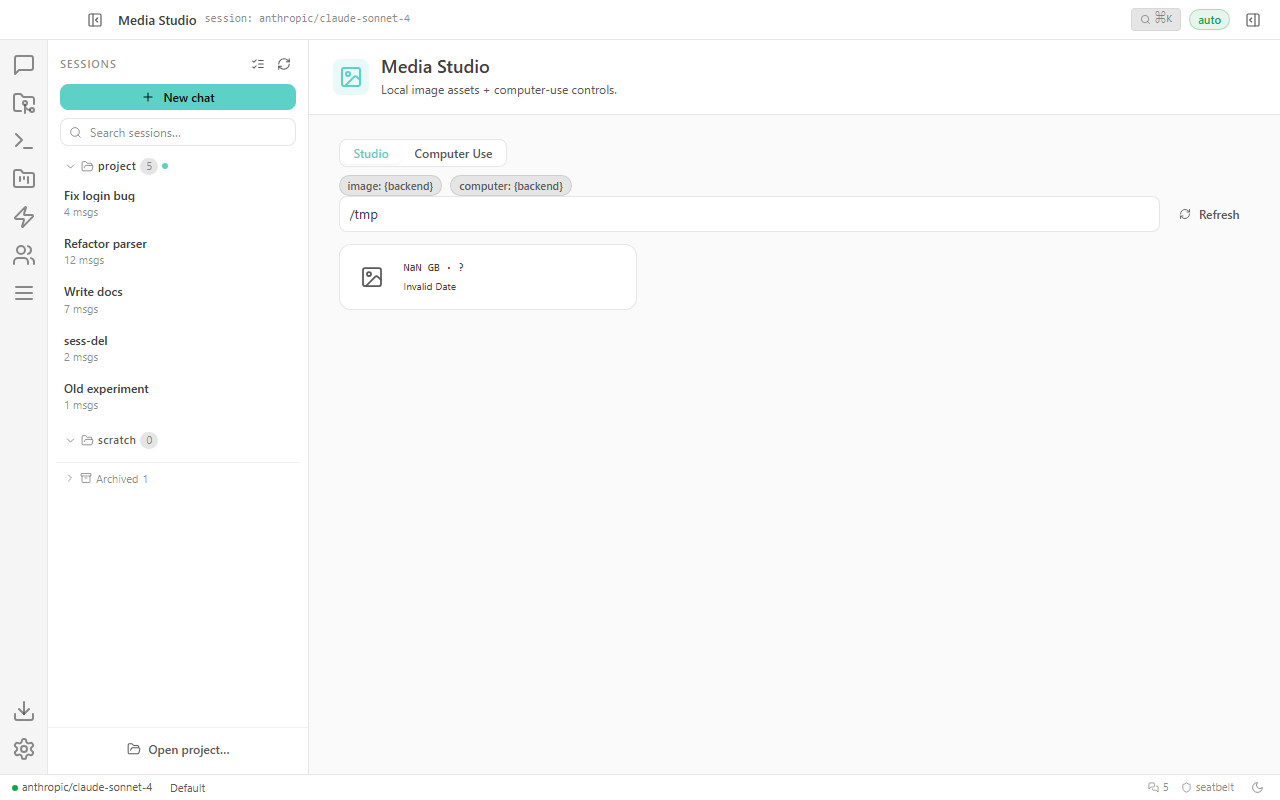 Media Studio session: anthropic/claude-sonnet-4
⌘K
auto
SESSIONS
New chat
Search sessions...
project 5
Fix login bug
4 msgs
Refactor parser
12 msgs
Write docs
7 msgs
sess-del
2 msgs
Old experiment
1 msgs
scratch 0
Archived 1
Open project...
Media Studio
Local image assets + computer-use controls.
Studio Computer Use
image: {backend} computer: {backend}
/tmp
Refresh
NaN GB · ?
Invalid Date
anthropic/claude-sonnet-4 Default
5 seatbelt